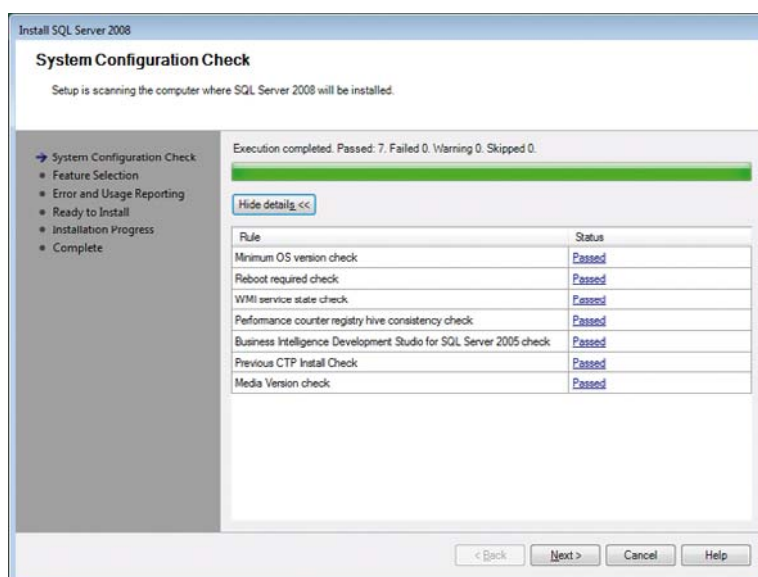 Install SQL Server 2008
System Configuration Check
Setup is scanning the computer where SQL Server 2008 will be installed.
System Configuration Check
Feature Selection
Error and Usage Reporting
Ready to Install
Installation Progress
Complete
Execution completed. Passed: 7. Failed 0. Warning 0. Skipped 0.
Hide details <<
Rule Status
Minimum OS version check Passed
Reboot required check Passed
WMI service state check Passed
Performance counter registry hive consistency check Passed
Business Intelligence Development Studio for SQL Server 2005 check Passed
Previous CTP Install Check Passed
Media Version check Passed
< Back Next > Cancel Help